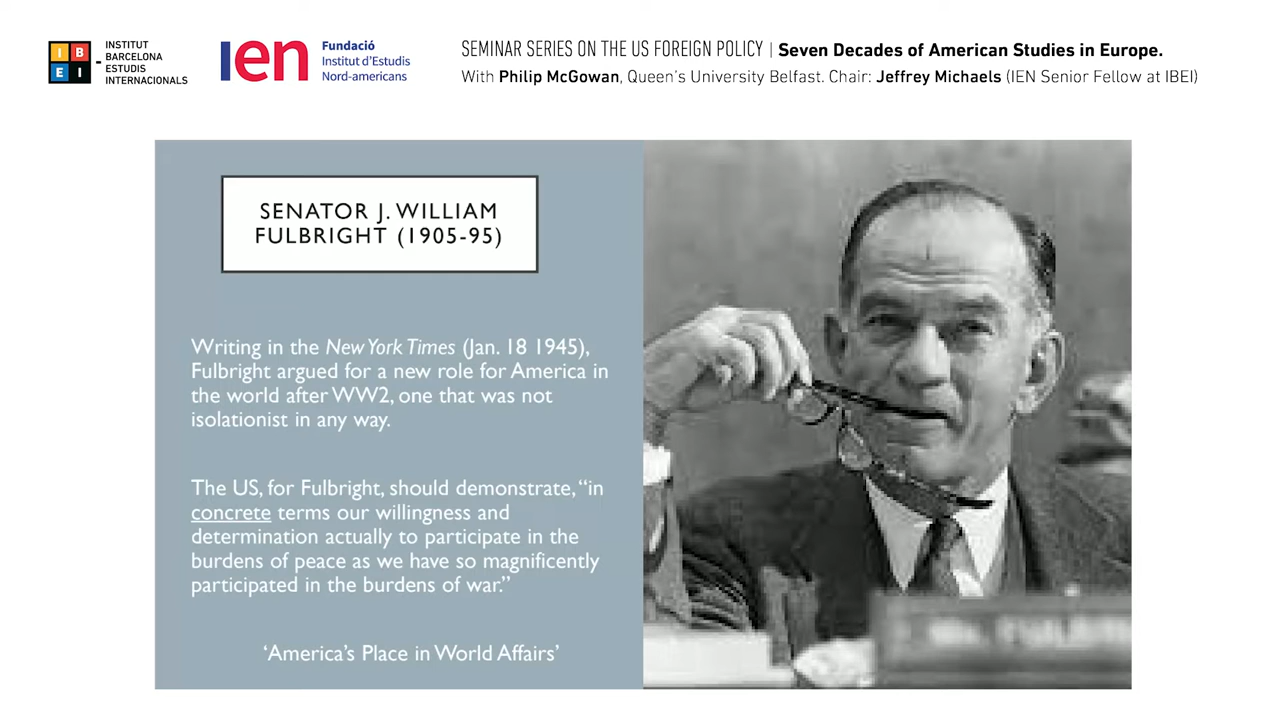 I B
E I
INSTITUT
BARCELONA
ESTUDIS
INTERNACIONALS
ien
Fundació
Institut d'Estudis
Nord-americans
SEMINAR SERIES ON THE US FOREIGN POLICY | Seven Decades of American Studies in Europe.
With Philip McGowan, Queen's University Belfast. Chair: Jeffrey Michaels (IEN Senior Fellow at IBEI)
SENATOR J. WILLIAM
FULBRIGHT (1905-95)
Writing in the New York Times (Jan. 18 1945),
Fulbright argued for a new role for America in
the world after WW2, one that was not
isolationist in any way.
The US, for Fulbright, should demonstrate, “in
concrete terms our willingness and
determination actually to participate in the
burdens of peace as we have so magnificently
participated in the burdens of war.”
‘America’s Place in World Affairs’